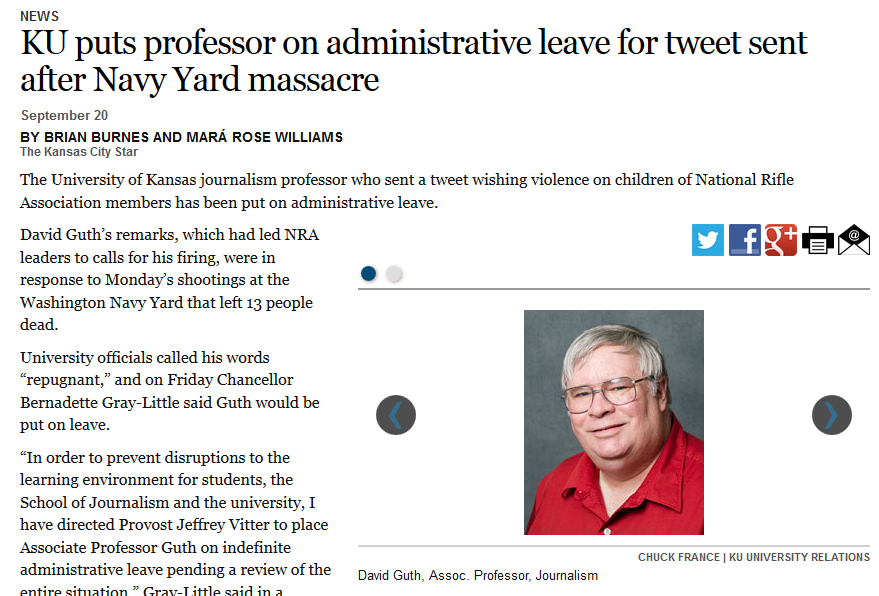 NEWS
KU puts professor on administrative leave for tweet sent
after Navy Yard massacre
September 20
BY BRIAN BURNES AND MARÁ ROSE WILLIAMS
The Kansas City Star
The University of Kansas journalism professor who sent a tweet wishing violence on children of National Rifle
Association members has been put on administrative leave.
David Guth’s remarks, which had led NRA
leaders to calls for his firing, were in
response to Monday’s shootings at the
Washington Navy Yard that left 13 people
dead.
University officials called his words
“repugnant,” and on Friday Chancellor
Bernadette Gray-Little said Guth would be
put on leave.
“In order to prevent disruptions to the
learning environment for students, the
School of Journalism and the university, I
have directed Provost Jeffrey Vitter to place
Associate Professor Guth on indefinite
administrative leave pending a review of the
entire situation,” Gray-Little said in a
CHUCK FRANCE | KU UNIVERSITY RELATIONS
David Guth, Assoc. Professor, Journalism